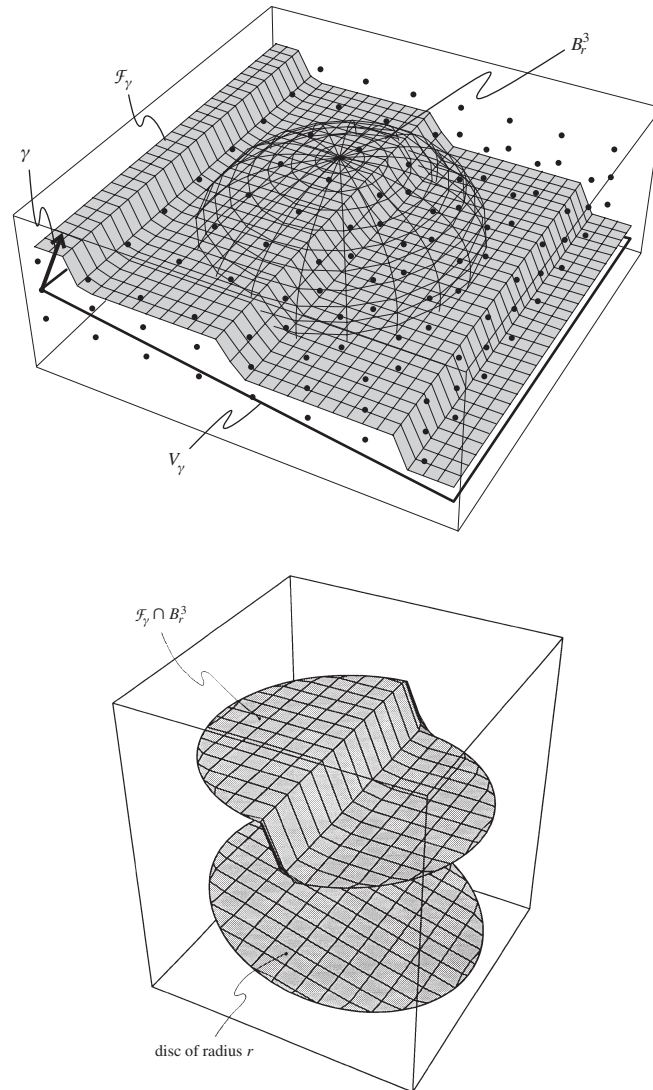 B_r^3
ℱ_γ
γ
V_γ
ℱ_γ ∩ B_r^3
disc of radius r